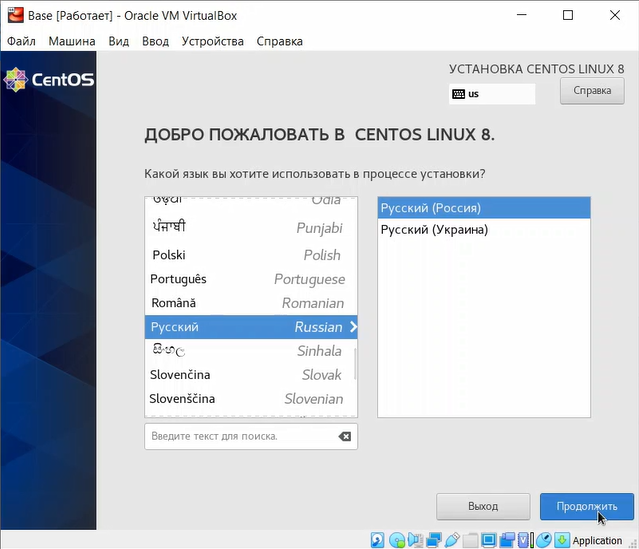 Base [Работает] - Oracle VM VirtualBox
Файл Машина Вид Ввод Устройства Справка
CentOS
УСТАНОВКА CENTOS LINUX 8
us
Справка
ДОБРО ПОЖАЛОВАТЬ В CENTOS LINUX 8.
Какой язык вы хотите использовать в процессе установки?
ଓଡ଼ିଆ Odia
ਪੰਜਾਬੀ Punjabi
Polski Polish
Português Portuguese
Română Romanian
Русский Russian
සිංහල Sinhala
Slovenčina Slovak
Slovenščina Slovenian
Введите текст для поиска.
Русский (Россия)
Русский (Украина)
Выход
Продолжить
Application